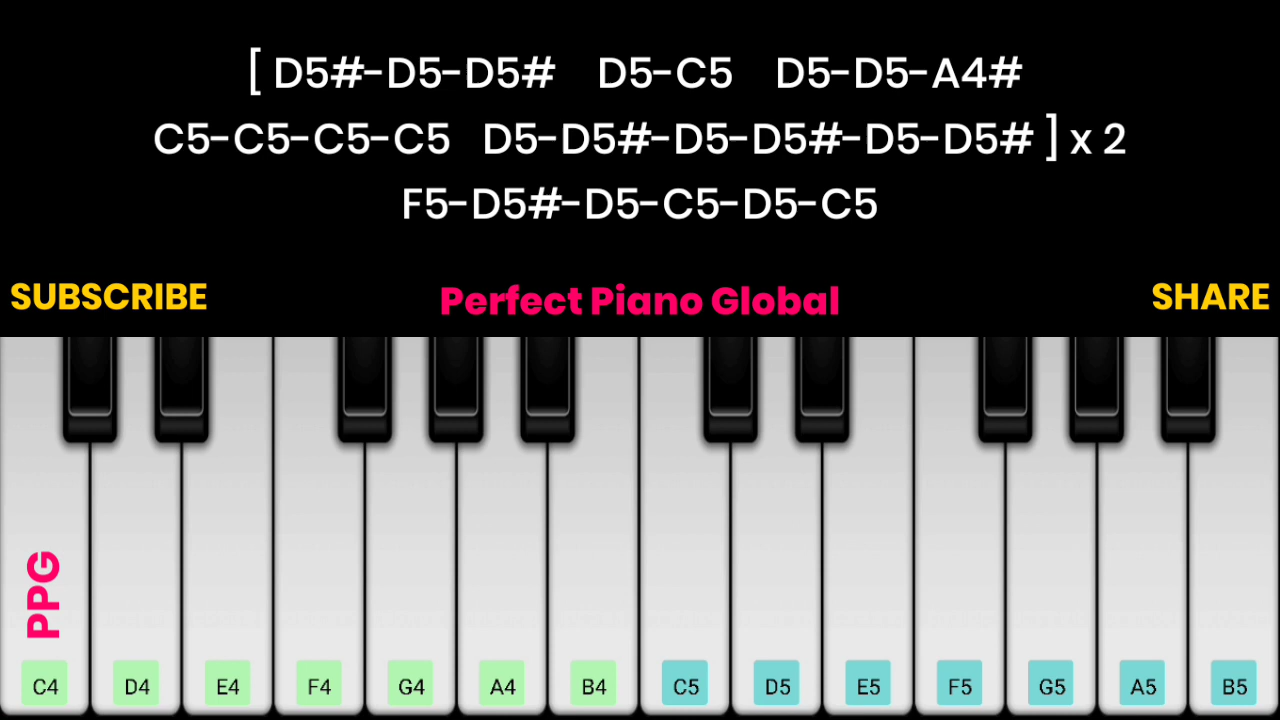 [ D5#-D5-D5# D5-C5 D5-D5-A4#
C5-C5-C5-C5 D5-D5#-D5-D5#-D5-D5# ] x 2
F5-D5#-D5-C5-D5-C5
SUBSCRIBE
Perfect Piano Global
SHARE
PPG
C4 D4 E4 F4 G4 A4 B4 C5 D5 E5 F5 G5 A5 B5